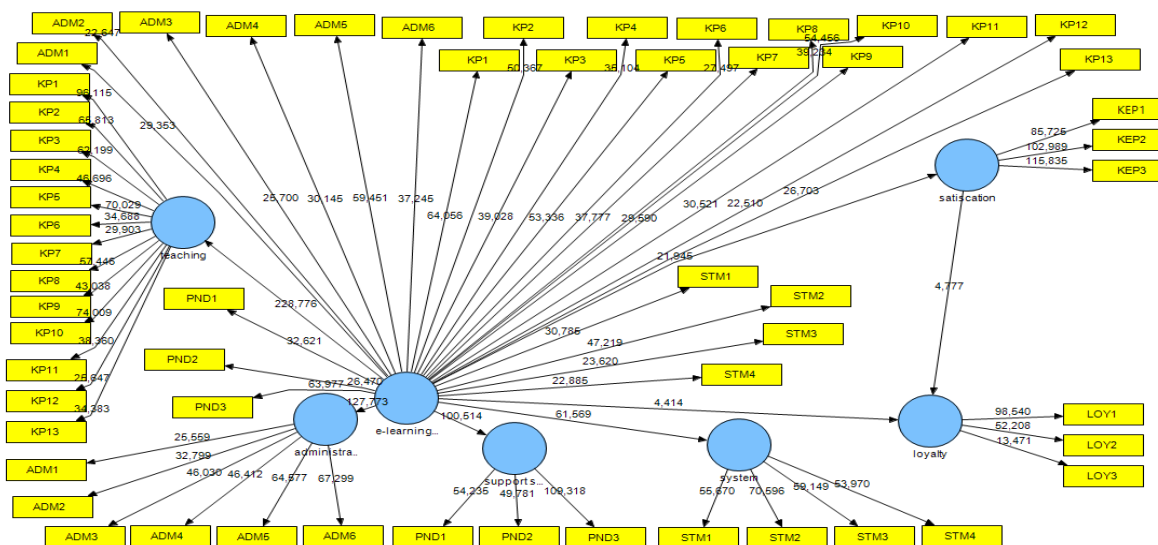 ADM2
ADM3
ADM4
ADM5
ADM6
KP2
KP4
KP6
KP8
KP10
KP11
KP12
22,647
54,456
ADM1
KP1
KP3
KP5
KP7
KP9
KP13
50,367
35,104
27,497
39,234
KP1
96,115
KP2
65,813
KP3
62,199
KP4
46,696
KP5
70,029
KP6
34,688
KP7
29,903
KP8
57,446
KP9
43,038
KP10
74,009
KP11
38,360
KP12
25,647
KP13
34,383
teaching
29,353
25,700
30,145
59,451
37,245
64,056
39,028
53,336
37,777
29,590
30,521
22,510
26,703
21,945
KEP1
85,725
KEP2
102,989
KEP3
115,835
satiscation
4,777
228,776
PND1
32,621
PND2
26,470
PND3
63,977
STM1
30,785
STM2
47,219
STM3
23,620
STM4
22,885
127,773
e-learning...
100,514
61,569
4,414
administra...
support s...
system
loyalty
98,540
LOY1
52,208
LOY2
13,471
LOY3
25,559
ADM1
32,799
ADM2
46,030
ADM3
46,412
ADM4
64,577
ADM5
67,299
ADM6
54,235
PND1
49,781
PND2
109,318
PND3
55,670
STM1
70,596
STM2
59,149
STM3
53,970
STM4